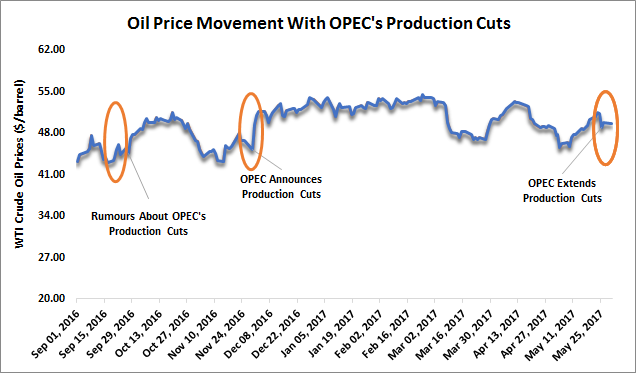 Oil Price Movement With OPEC's Production Cuts
WTI Crude Oil Prices ($/barrel)
62.00
55.00
48.00
41.00
34.00
27.00
20.00
Rumours About OPEC's
Production Cuts
OPEC Announces
Production Cuts
OPEC Extends
Production Cuts
Sep 01, 2016
Sep 15, 2016
Sep 29, 2016
Oct 13, 2016
Oct 27, 2016
Nov 10, 2016
Nov 24, 2016
Dec 08, 2016
Dec 22, 2016
Jan 05, 2017
Jan 19, 2017
Feb 02, 2017
Feb 16, 2017
Mar 02, 2017
Mar 16, 2017
Mar 30, 2017
Apr 13, 2017
Apr 27, 2017
May 11, 2017
May 25, 2017